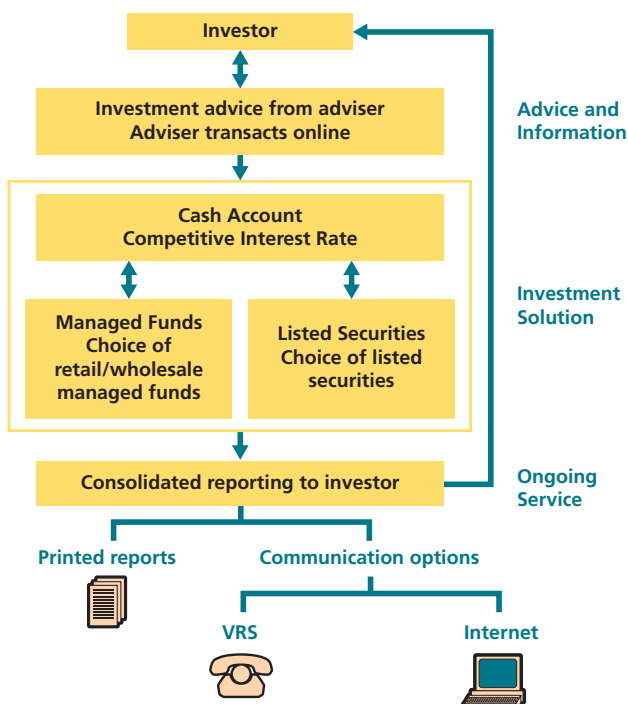 Investor
Investment advice from adviser
Adviser transacts online
Advice and
Information
Cash Account
Competitive Interest Rate
Managed Funds
Choice of
retail/wholesale
managed funds
Listed Securities
Choice of listed
securities
Investment
Solution
Consolidated reporting to investor
Ongoing
Service
Printed reports
Communication options
VRS
Internet